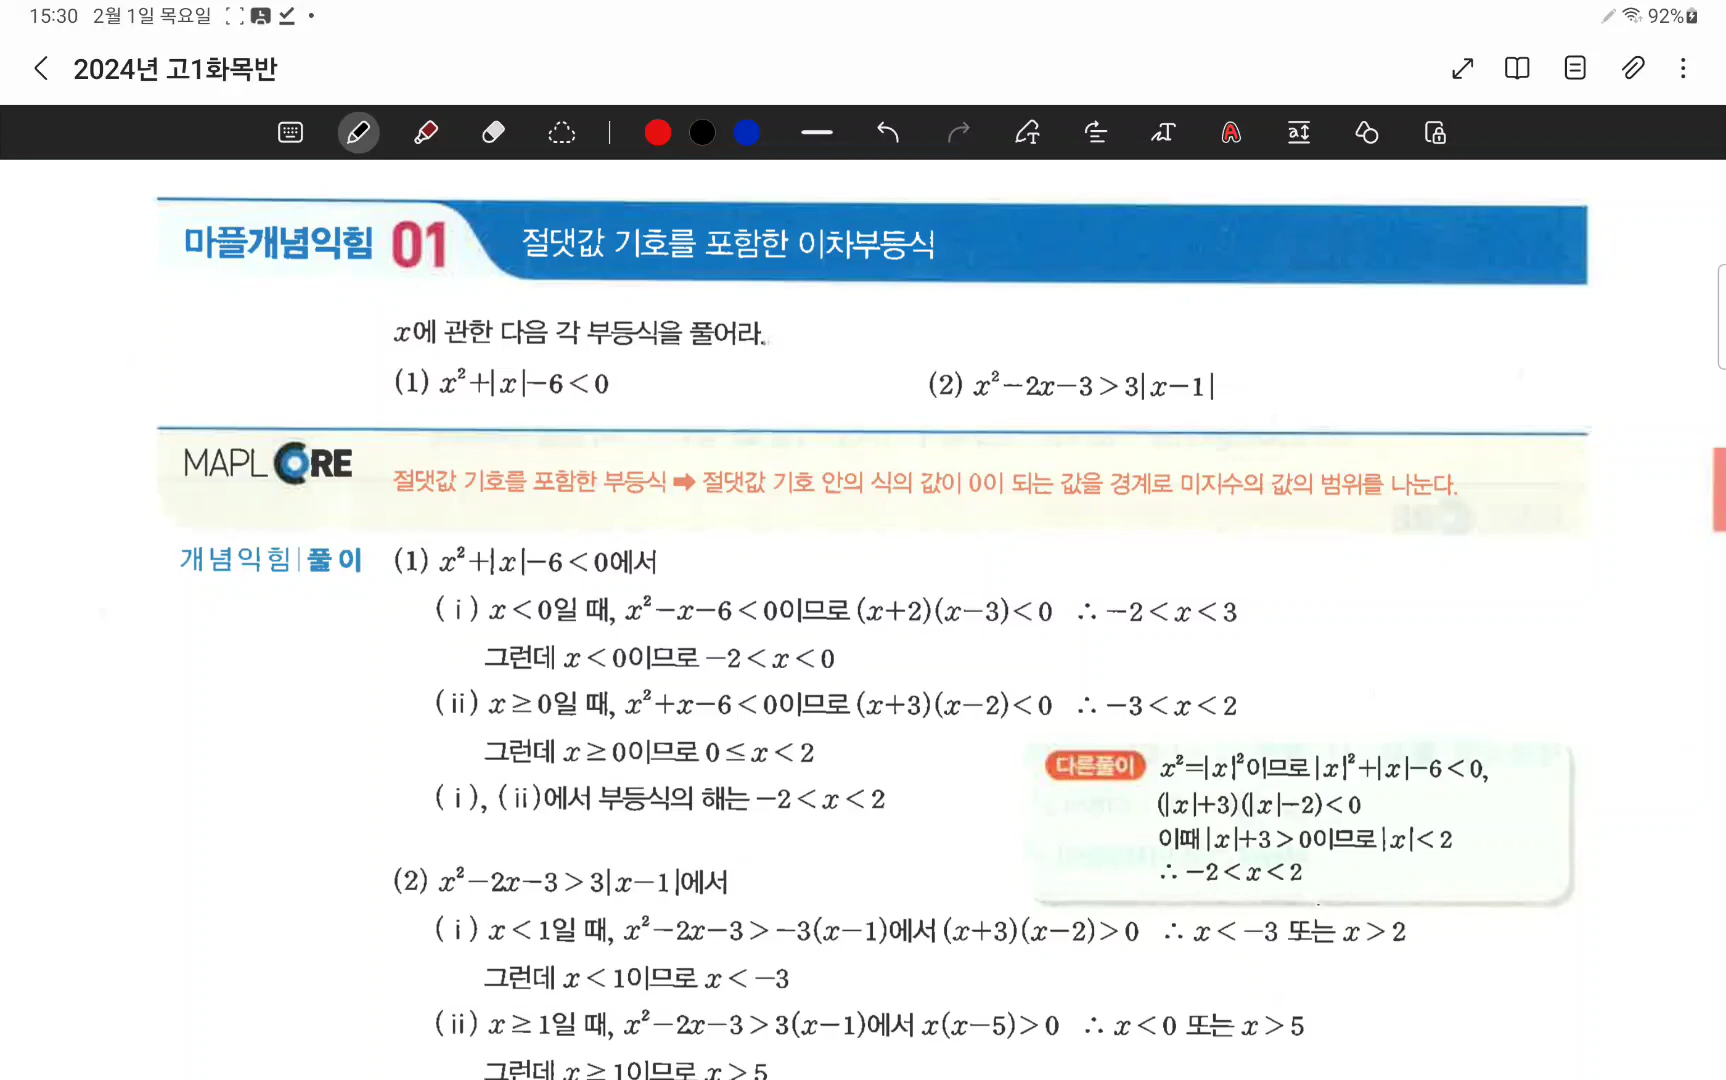 15:30 2월 1일 목요일 92%
2024년 고1화목반
마플개념익힘 01 절댓값 기호를 포함한 이차부등식
x에 관한 다음 각 부등식을 풀어라.
(1) x²+|x|−6<0 (2) x²−2x−3>3|x−1|
MAPL CORE 절댓값 기호를 포함한 부등식 ➡ 절댓값 기호 안의 식의 값이 0이 되는 값을 경계로 미지수의 값의 범위를 나눈다.
개념익힘|풀이 (1) x²+|x|−6<0에서
(ⅰ) x<0일 때, x²−x−6<0이므로 (x+2)(x−3)<0 ∴ −2<x<3
그런데 x<0이므로 −2<x<0
(ⅱ) x≥0일 때, x²+x−6<0이므로 (x+3)(x−2)<0 ∴ −3<x<2
그런데 x≥0이므로 0≤x<2
(ⅰ), (ⅱ)에서 부등식의 해는 −2<x<2
다른풀이 x²=|x|²이므로 |x|²+|x|−6<0,
(|x|+3)(|x|−2)<0
이때 |x|+3>0이므로 |x|<2
∴ −2<x<2
(2) x²−2x−3>3|x−1|에서
(ⅰ) x<1일 때, x²−2x−3>−3(x−1)에서 (x+3)(x−2)>0 ∴ x<−3 또는 x>2
그런데 x<1이므로 x<−3
(ⅱ) x≥1일 때, x²−2x−3>3(x−1)에서 x(x−5)>0 ∴ x<0 또는 x>5
그런데 x≥1이므로 x>5